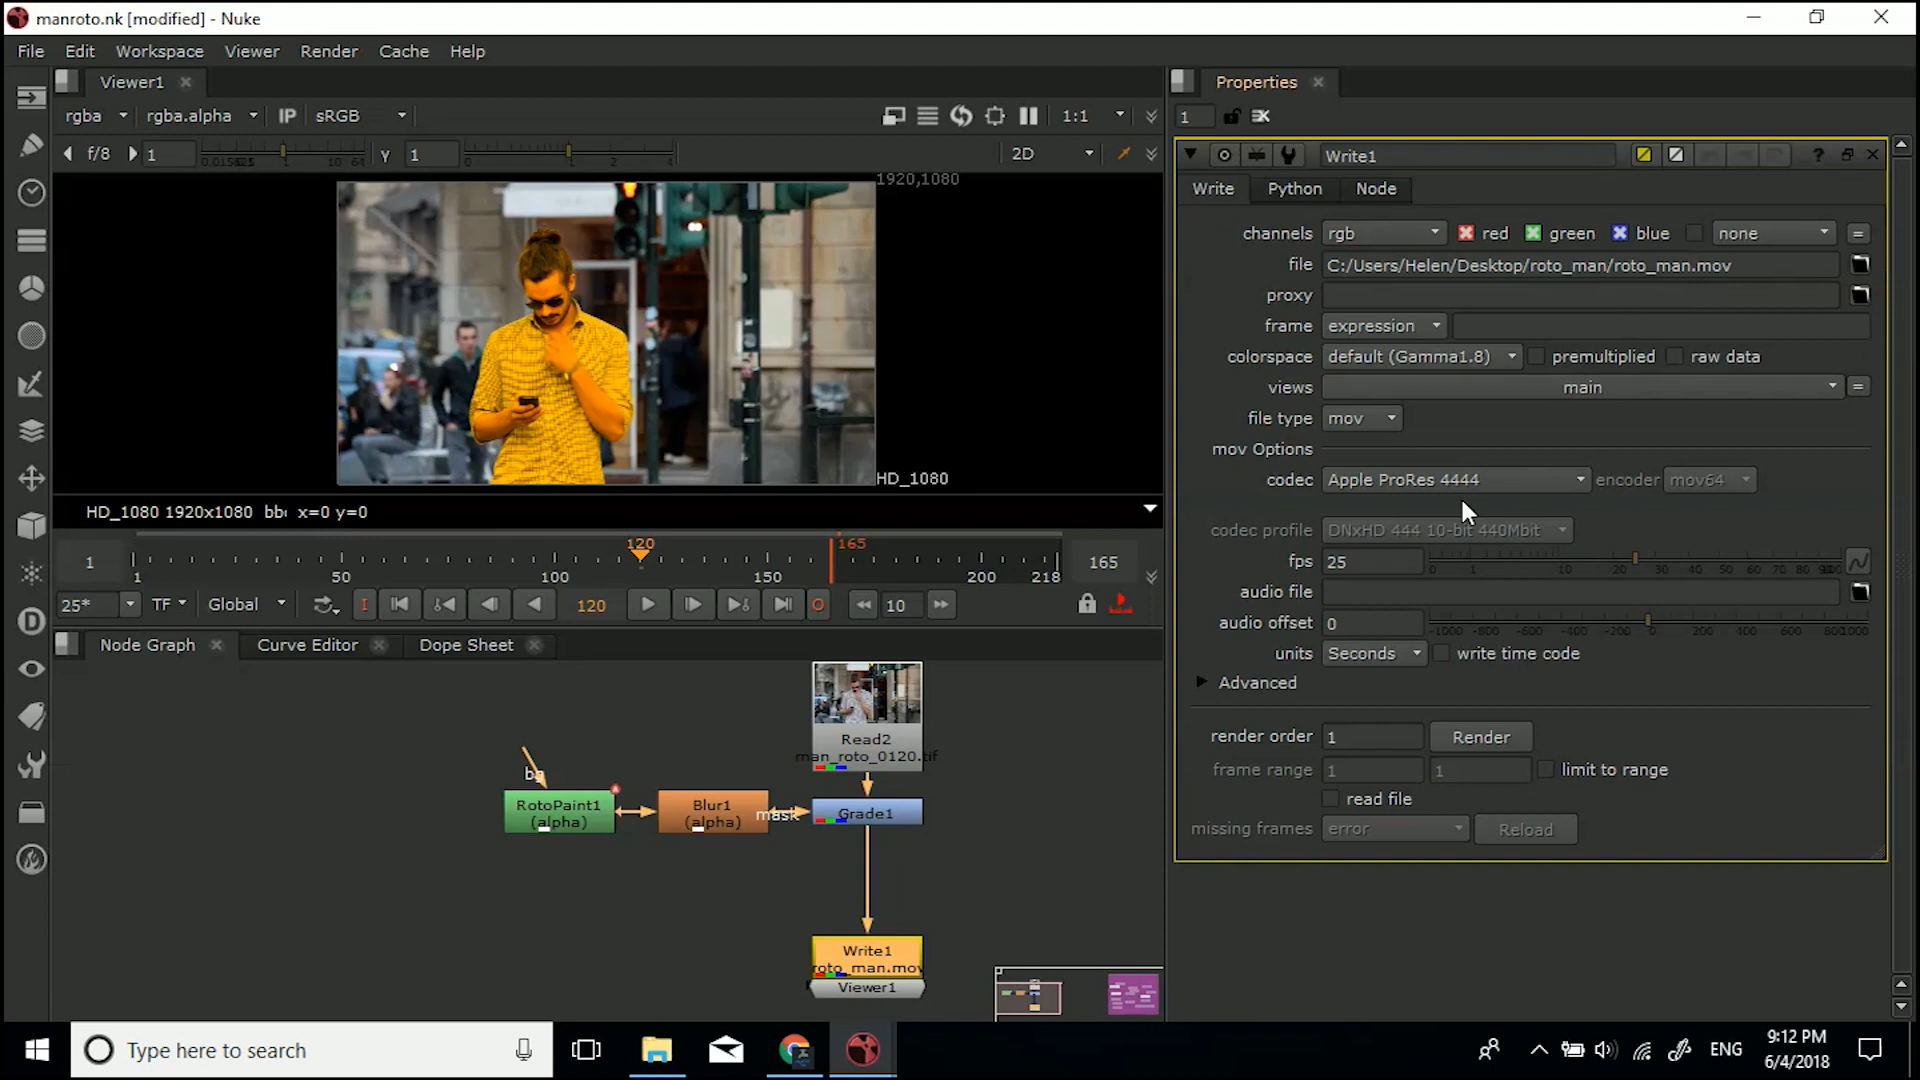 manroto.nk [modified] - Nuke
File Edit Workspace Viewer Render Cache Help
Viewer1
rgba rgba.alpha IP sRGB 1:1
f/8 1 γ 1 2D
1920,1080
HD_1080
HD_1080 1920x1080 x=0 y=0
1 120 165 165
1 50 100 150 200 218
25* TF Global I 120 O 10
Node Graph Curve Editor Dope Sheet
Read2
man_roto_0120.tif
bg
RotoPaint1
(alpha)
Blur1
(alpha)
mask
Grade1
Write1
roto_man.mov
Viewer1
Properties
1
Write1 ?
Write Python Node
channels rgb red green blue none =
file C:/Users/Helen/Desktop/roto_man/roto_man.mov
proxy
frame expression
colorspace default (Gamma1.8) premultiplied raw data
views main =
file type mov
mov Options
codec Apple ProRes 4444 encoder mov64
codec profile DNxHD 444 10-bit 440Mbit
fps 25
audio file
audio offset 0
units Seconds write time code
Advanced
render order 1 Render
frame range 1 1 limit to range
read file
missing frames error Reload
Type here to search
ENG
9:12 PM
6/4/2018